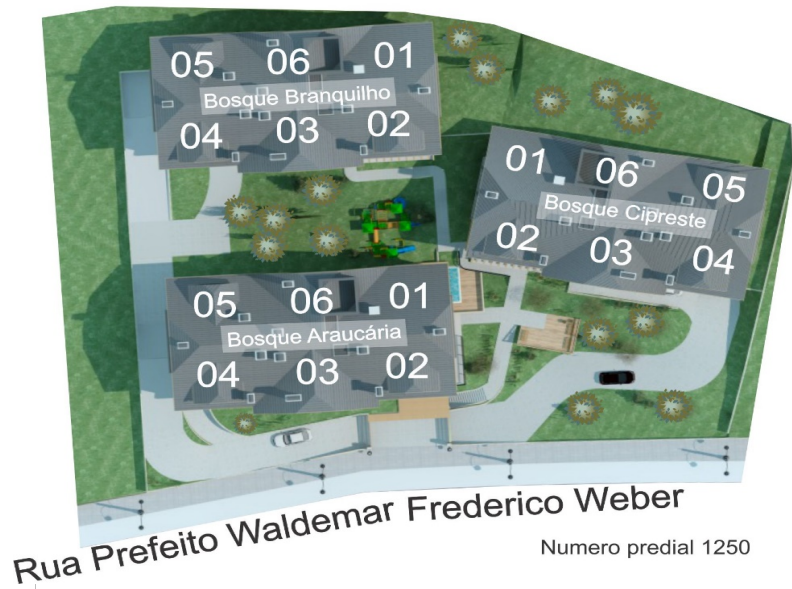 05 06 01
Bosque Branquilho
04 03 02
01 06 05
Bosque Cipreste
02 03 04
05 06 01
Bosque Araucária
04 03 02
Rua Prefeito Waldemar Frederico Weber
Numero predial 1250